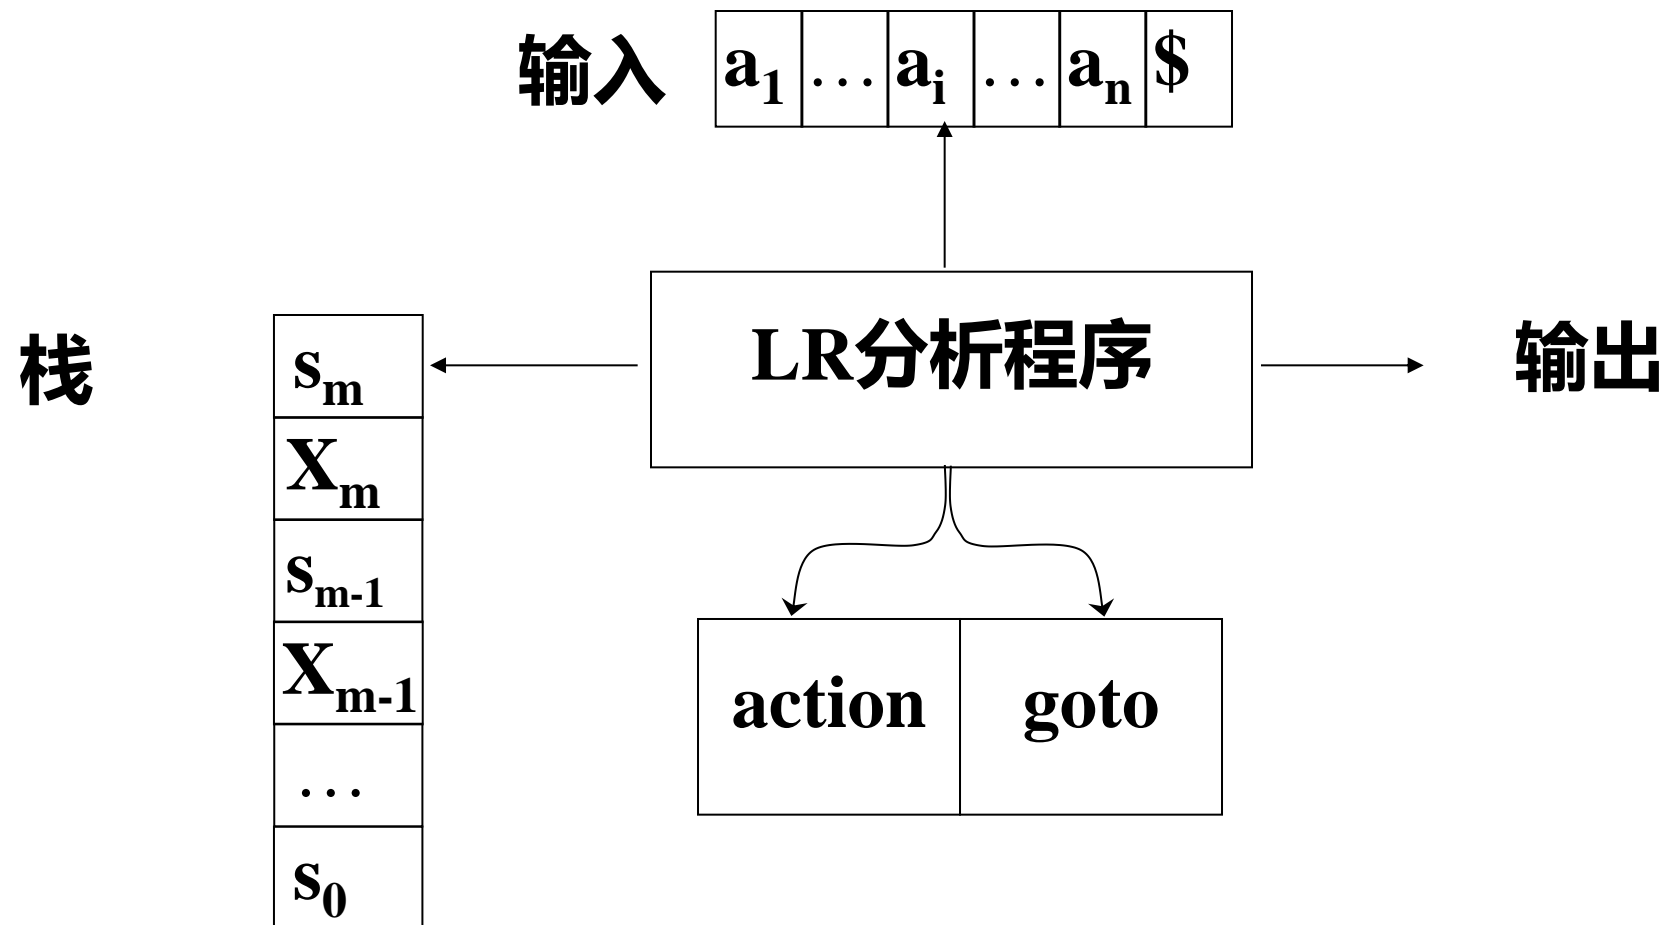 输入 a1 ... ai ... an $
栈
LR分析程序
输出
sm
Xm
sm-1
Xm-1
...
s0
action goto